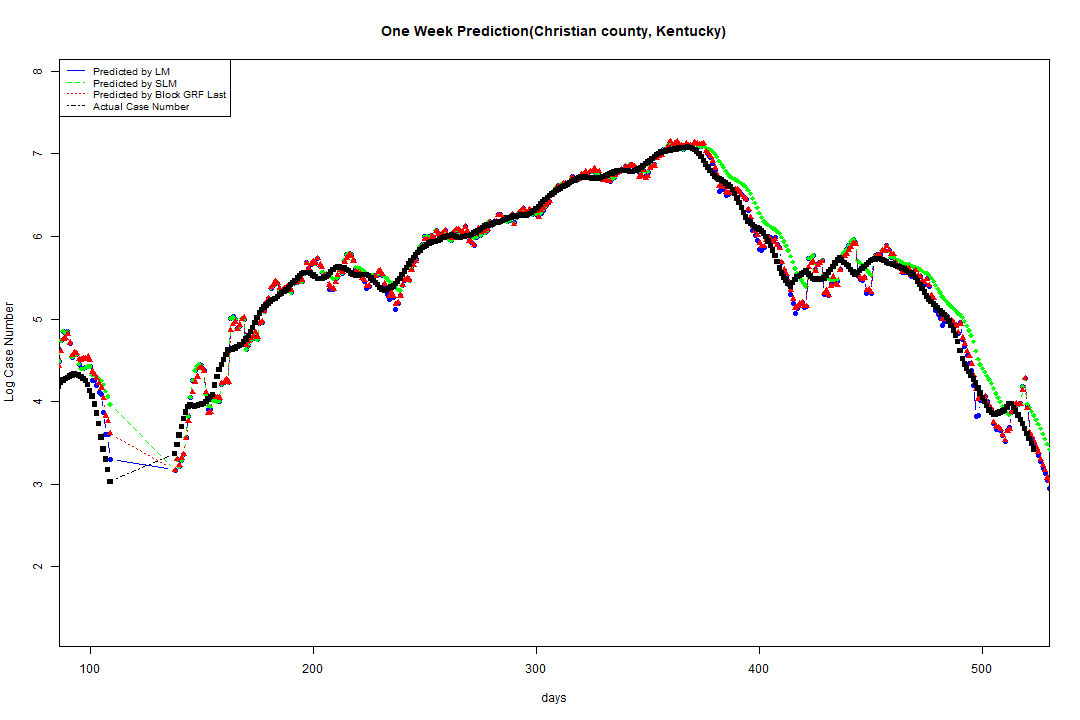 One Week Prediction(Christian county, Kentucky)
Predicted by LM
Predicted by SLM
Predicted by Block GRF Last
Actual Case Number
8
7
6
5
4
3
2
Log Case Number
100 200 300 400 500
days